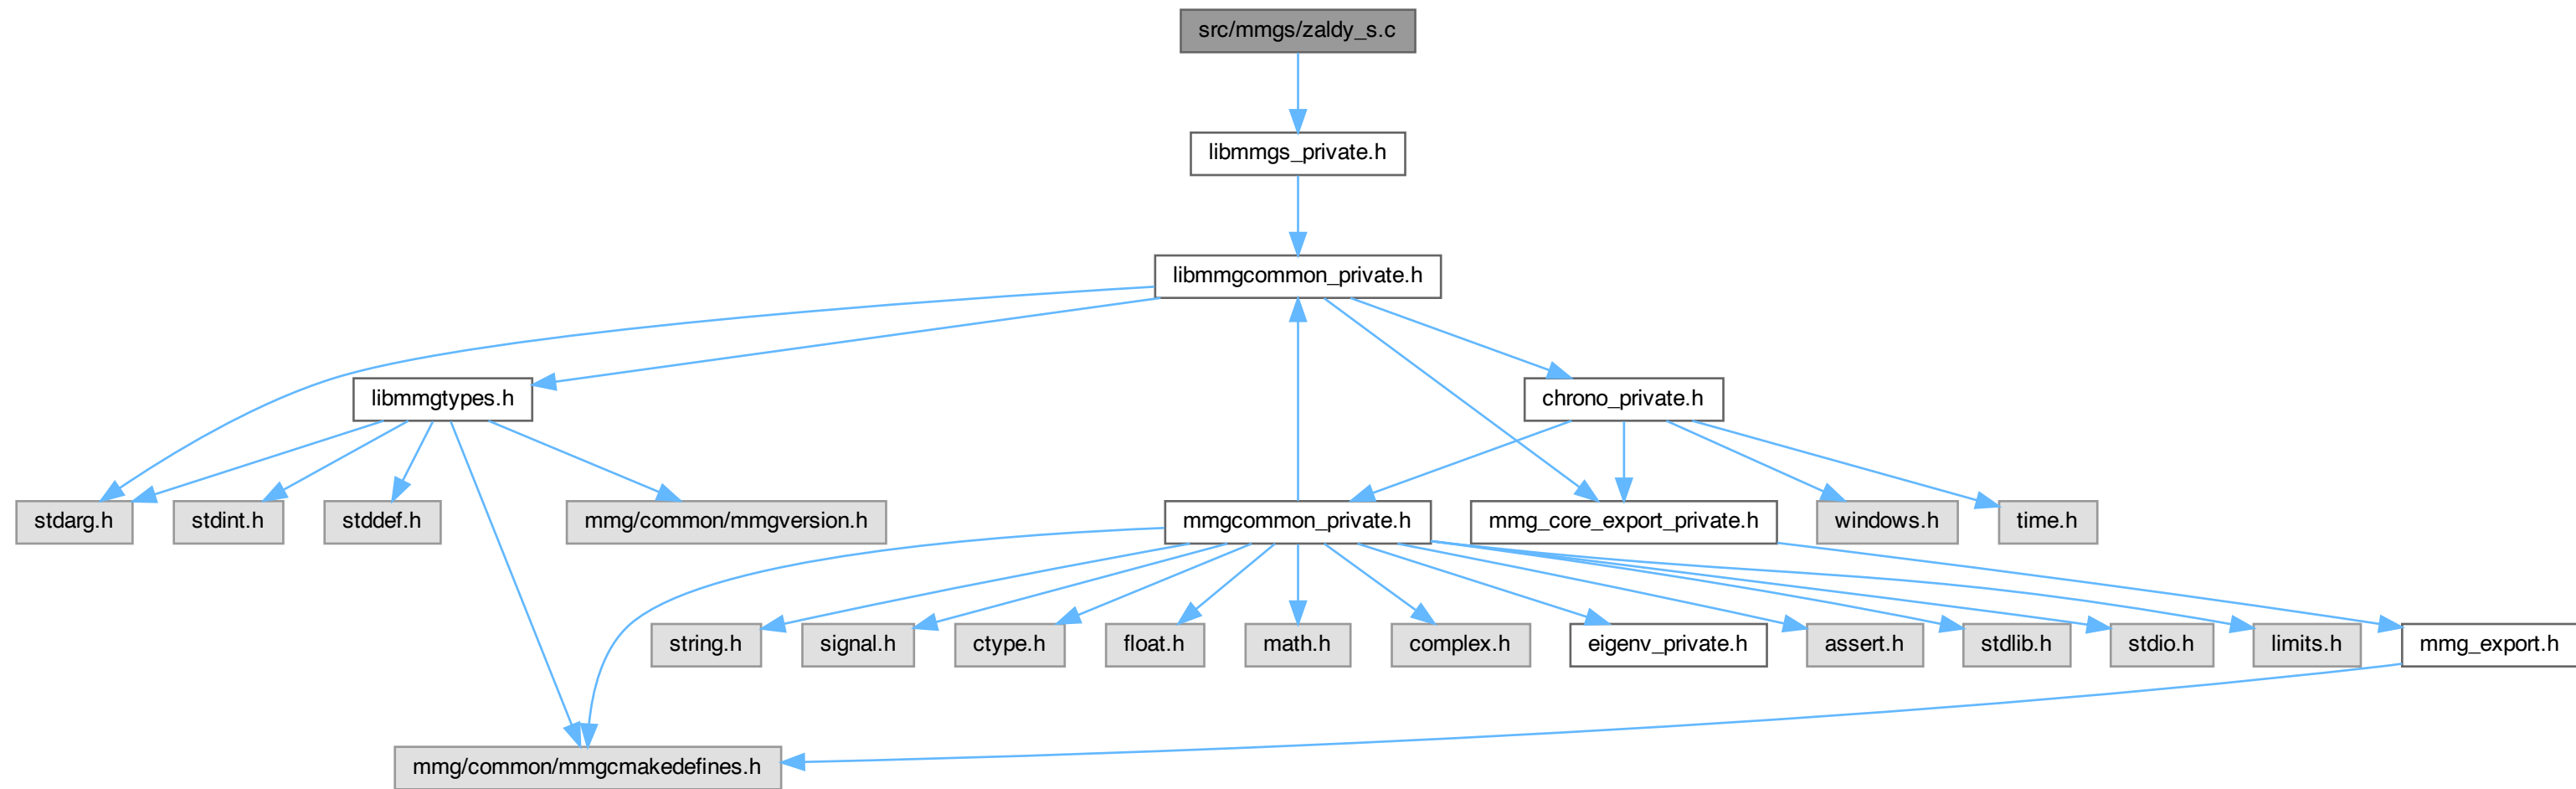 src/mmgs/zaldy_s.c
libmmgs_private.h
libmmgcommon_private.h
libmmgtypes.h
chrono_private.h
stdarg.h
stdint.h
stddef.h
mmg/common/mmgversion.h
mmgcommon_private.h
mmg_core_export_private.h
windows.h
time.h
string.h
signal.h
ctype.h
float.h
math.h
complex.h
eigenv_private.h
assert.h
stdlib.h
stdio.h
limits.h
mmg_export.h
mmg/common/mmgcmakedefines.h